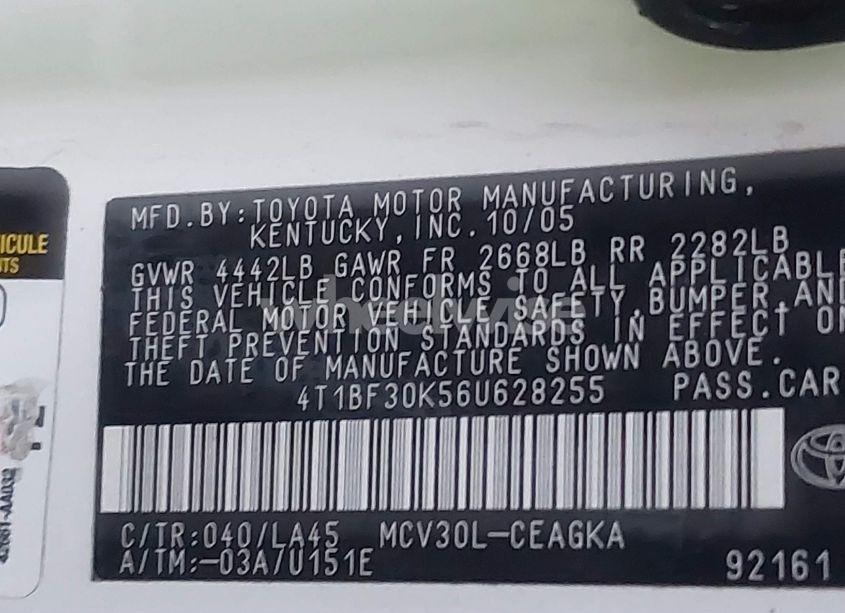 MFD.BY: TOYOTA MOTOR MANUFACTURING,
KENTUCKY, INC. 10/05
GVWR 4442LB GAWR FR 2668LB RR 2282LB
THIS VEHICLE CONFORMS TO ALL APPLICABLE
FEDERAL MOTOR VEHICLE SAFETY, BUMPER, AND
THEFT PREVENTION STANDARDS IN EFFECT ON
THE DATE OF MANUFACTURE SHOWN ABOVE.
4T1BF30K56U628255 PASS.CAR
C/TR:040/LA45 MCV30L-CEAGKA
A/TM:-03A/U151E 92161
ICULE
TS